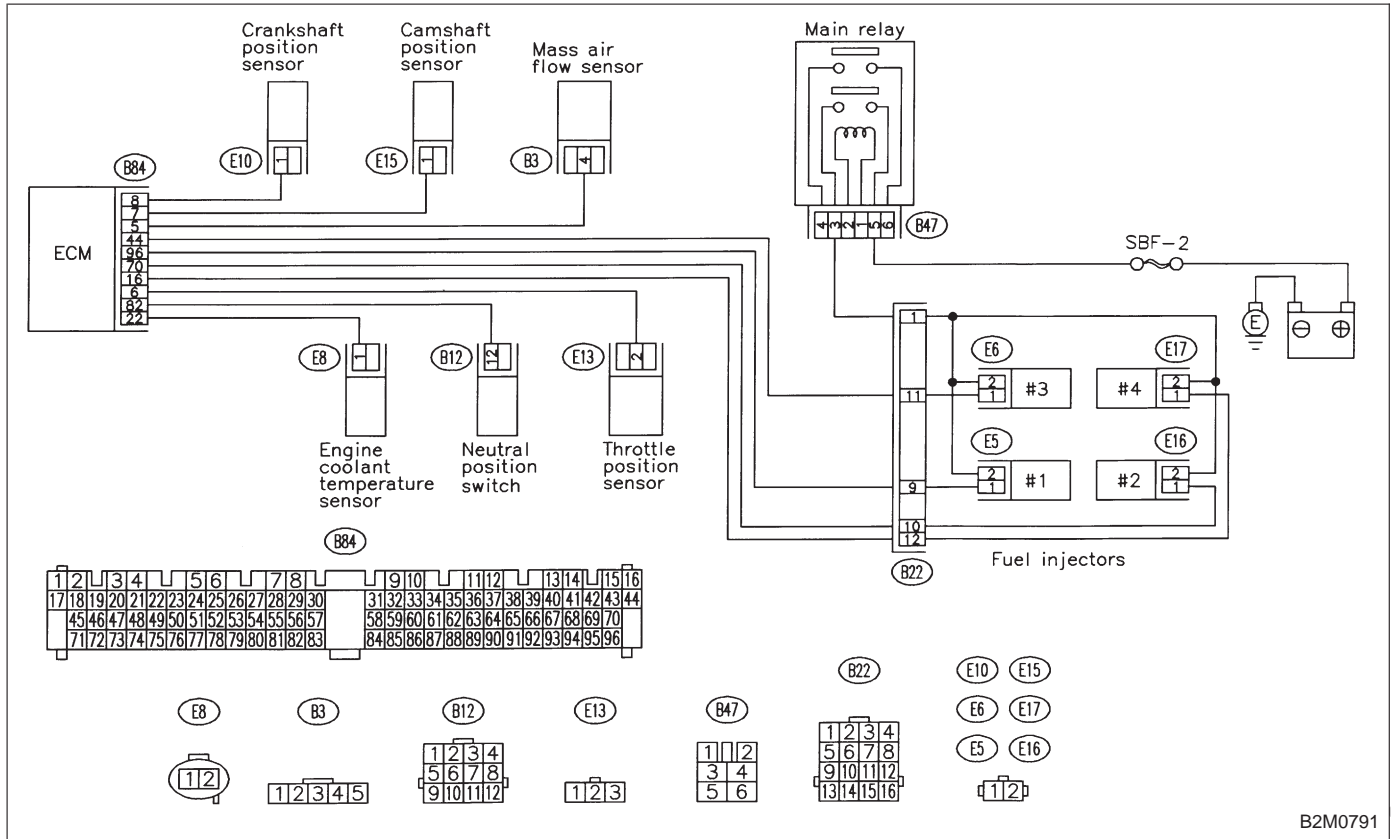 Crankshaft
position
sensor
Camshaft
position
sensor
Mass air
flow sensor
Main relay
E10
1
E15
1
B3
4
B84
ECM
8
7
5
44
96
70
16
6
82
22
4 3 2 1 5 6
B47
SBF-2
E
⊖ ⊕
E8
1
B12
12
E13
2
Engine
coolant
temperature
sensor
Neutral
position
switch
Throttle
position
sensor
1
11
9
10
12
B22
E6
2
1
#3
E17
2
1
#4
E5
2
1
#1
E16
2
1
#2
Fuel injectors
B84
1 2 3 4 5 6 7 8 9 10 11 12 13 14 15 16
17 18 19 20 21 22 23 24 25 26 27 28 29 30 31 32 33 34 35 36 37 38 39 40 41 42 43 44
45 46 47 48 49 50 51 52 53 54 55 56 57 58 59 60 61 62 63 64 65 66 67 68 69 70
71 72 73 74 75 76 77 78 79 80 81 82 83 84 85 86 87 88 89 90 91 92 93 94 95 96
E8
1 2
B3
1 2 3 4 5
B12
1 2 3 4
5 6 7 8
9 10 11 12
E13
1 2 3
B47
1 2
3 4
5 6
B22
1 2 3 4
5 6 7 8
9 10 11 12
13 14 15 16
E10 E15
E6 E17
E5 E16
1 2
B2M0791